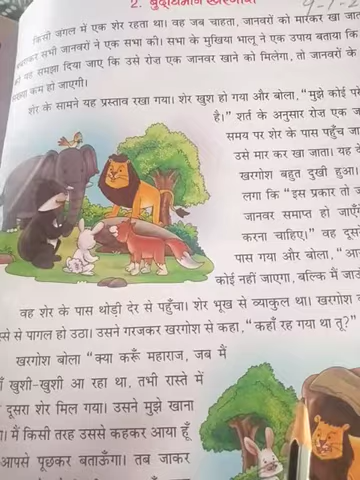 2. बुद्धिमान खरगोश
किसी जंगल में एक शेर रहता था। वह जब चाहता, जानवरों को मारकर खा
सभी जानवरों ने एक सभा की। सभा के मुखिया भालू ने एक उपाय बताया कि
यह समझा दिया जाए कि उसे रोज एक जानवर खाने को मिलेगा, तो जानवरों के
कम हो जाएगी।
शेर के सामने यह प्रस्ताव रखा गया। शेर खुश हो गया और बोला, "मुझे कोई
है।" शर्त के अनुसार रोज एक
समय पर शेर के पास पहुँच
उसे मार कर खा जाता। यह
खरगोश बहुत दुखी हुआ।
लगा कि "इस प्रकार तो
जानवर समाप्त हो
करना चाहिए।" वह
पास गया और बोला,
कोई नहीं जाएगा, बल्कि मैं
वह शेर के पास थोड़ी देर से पहुँचा। शेर भूख से व्याकुल था। खरगोश
से पागल हो उठा। उसने गरजकर खरगोश से कहा, "कहाँ रह गया था तू?"
खरगोश बोला "क्या करूँ महाराज, जब मैं
खुशी-खुशी आ रहा था, तभी रास्ते में
दूसरा शेर मिल गया। उसने मुझे खाना
मैं किसी तरह उससे कहकर आया हूँ
आपसे पूछकर बताऊँगा। तब जाकर